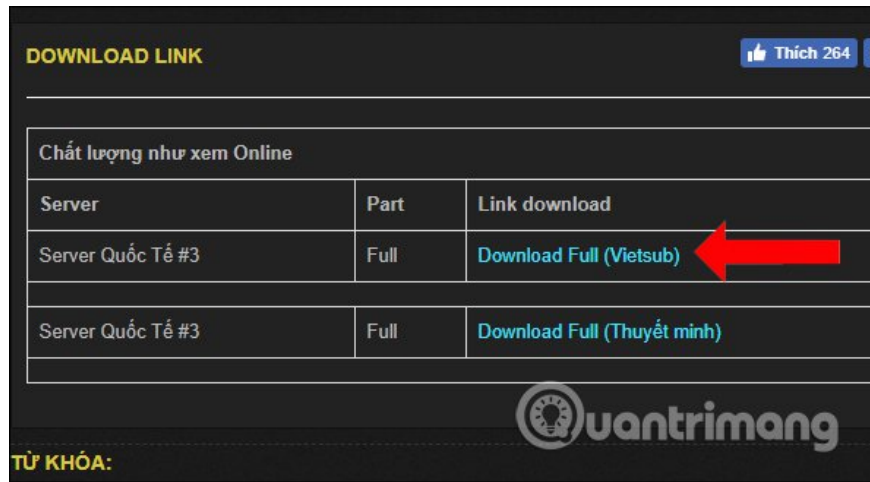 DOWNLOAD LINK
Thích 264
Chất lượng như xem Online
Server Part Link download
Server Quốc Tế #3 Full Download Full (Vietsub)
Server Quốc Tế #3 Full Download Full (Thuyết minh)
Quantrimang
TỪ KHÓA: